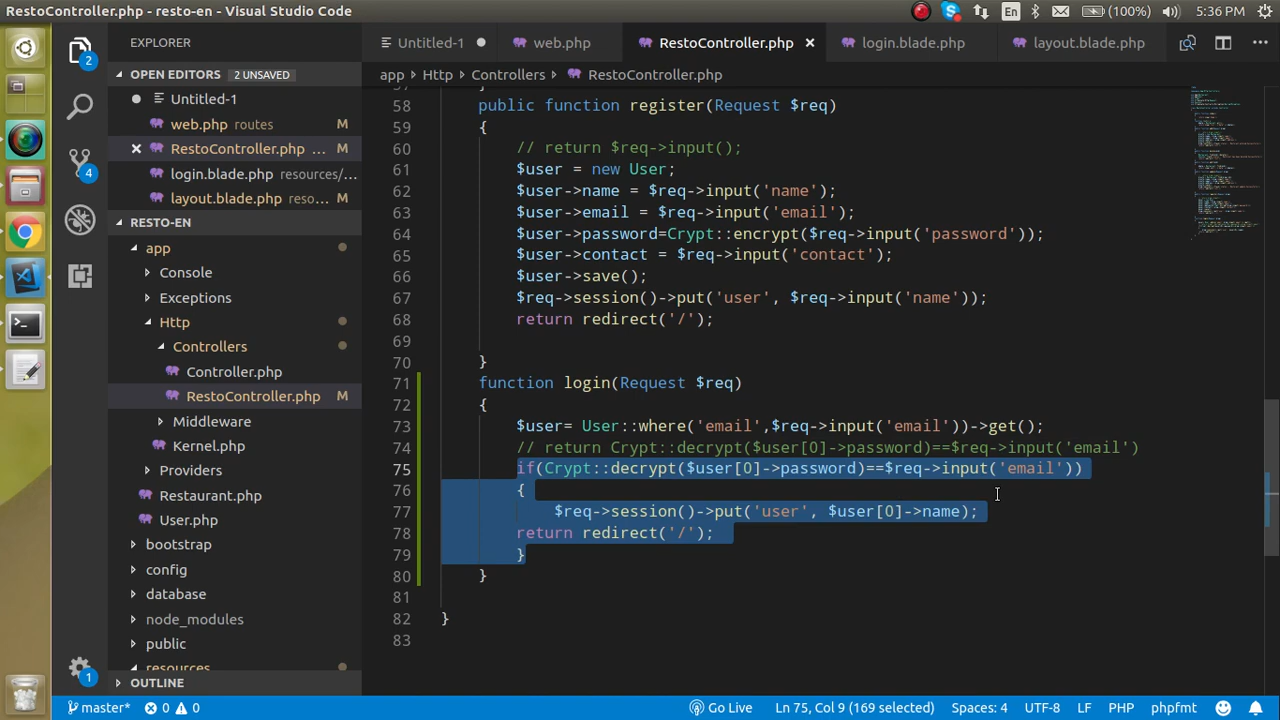 RestoController.php - resto-en - Visual Studio Code
En
(100%)
5:36 PM
EXPLORER
Untitled-1
web.php
RestoController.php
login.blade.php
layout.blade.php
2
OPEN EDITORS 2 UNSAVED
app
Http
Controllers
RestoController.php
Untitled-1
web.php routes M
RestoController.php ... M
login.blade.php resources/...
4
layout.blade.php reso...
RESTO-EN
app
Console
Exceptions
Http
Controllers
Controller.php
RestoController.php M
Middleware
Kernel.php
Providers
Restaurant.php
User.php
bootstrap
config
database
node_modules
public
resources
OUTLINE
57 }
58 public function register(Request $req)
59 {
60 // return $req->input();
61 $user = new User;
62 $user->name = $req->input('name');
63 $user->email = $req->input('email');
64 $user->password=Crypt::encrypt($req->input('password'));
65 $user->contact = $req->input('contact');
66 $user->save();
67 $req->session()->put('user', $req->input('name'));
68 return redirect('/');
69
70 }
71 function login(Request $req)
72 {
73 $user= User::where('email',$req->input('email'))->get();
74 // return Crypt::decrypt($user[0]->password)==$req->input('email')
75 if(Crypt::decrypt($user[0]->password)==$req->input('email'))
76 {
77 $req->session()->put('user', $user[0]->name);
78 return redirect('/');
79 }
80 }
81
82 }
83
1
master*
0
0
Go Live
Ln 75, Col 9 (169 selected)
Spaces: 4
UTF-8
LF
PHP
phpfmt